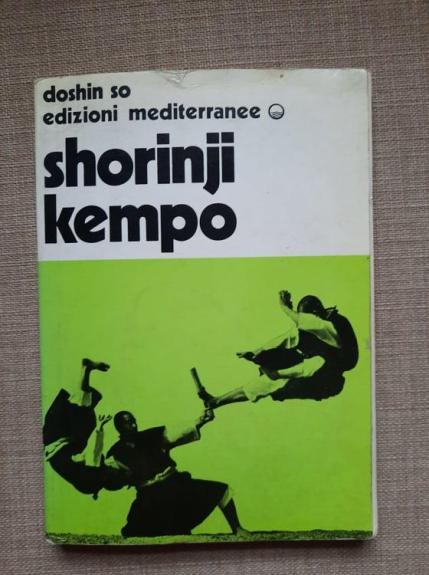 doshin so
edizioni mediterranee
shorinji
kempo